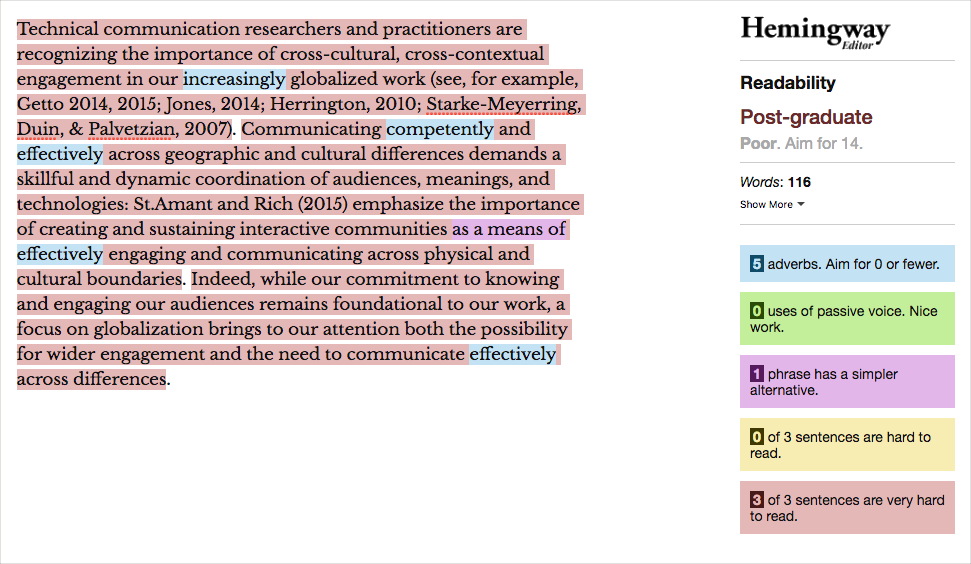 Technical communication researchers and practitioners are
recognizing the importance of cross-cultural, cross-contextual
engagement in our increasingly globalized work (see, for example,
Getto 2014, 2015; Jones, 2014; Herrington, 2010; Starke-Meyerring,
Duin, & Palvetzian, 2007). Communicating competently and
effectively across geographic and cultural differences demands a
skillful and dynamic coordination of audiences, meanings, and
technologies: St.Amant and Rich (2015) emphasize the importance
of creating and sustaining interactive communities as a means of
effectively engaging and communicating across physical and
cultural boundaries. Indeed, while our commitment to knowing
and engaging our audiences remains foundational to our work, a
focus on globalization brings to our attention both the possibility
for wider engagement and the need to communicate effectively
across differences.
Hemingway
Editor
Readability
Post-graduate
Poor. Aim for 14.
Words: 116
Show More
5 adverbs. Aim for 0 or fewer.
0 uses of passive voice. Nice
work.
1 phrase has a simpler
alternative.
0 of 3 sentences are hard to
read.
3 of 3 sentences are very hard
to read.